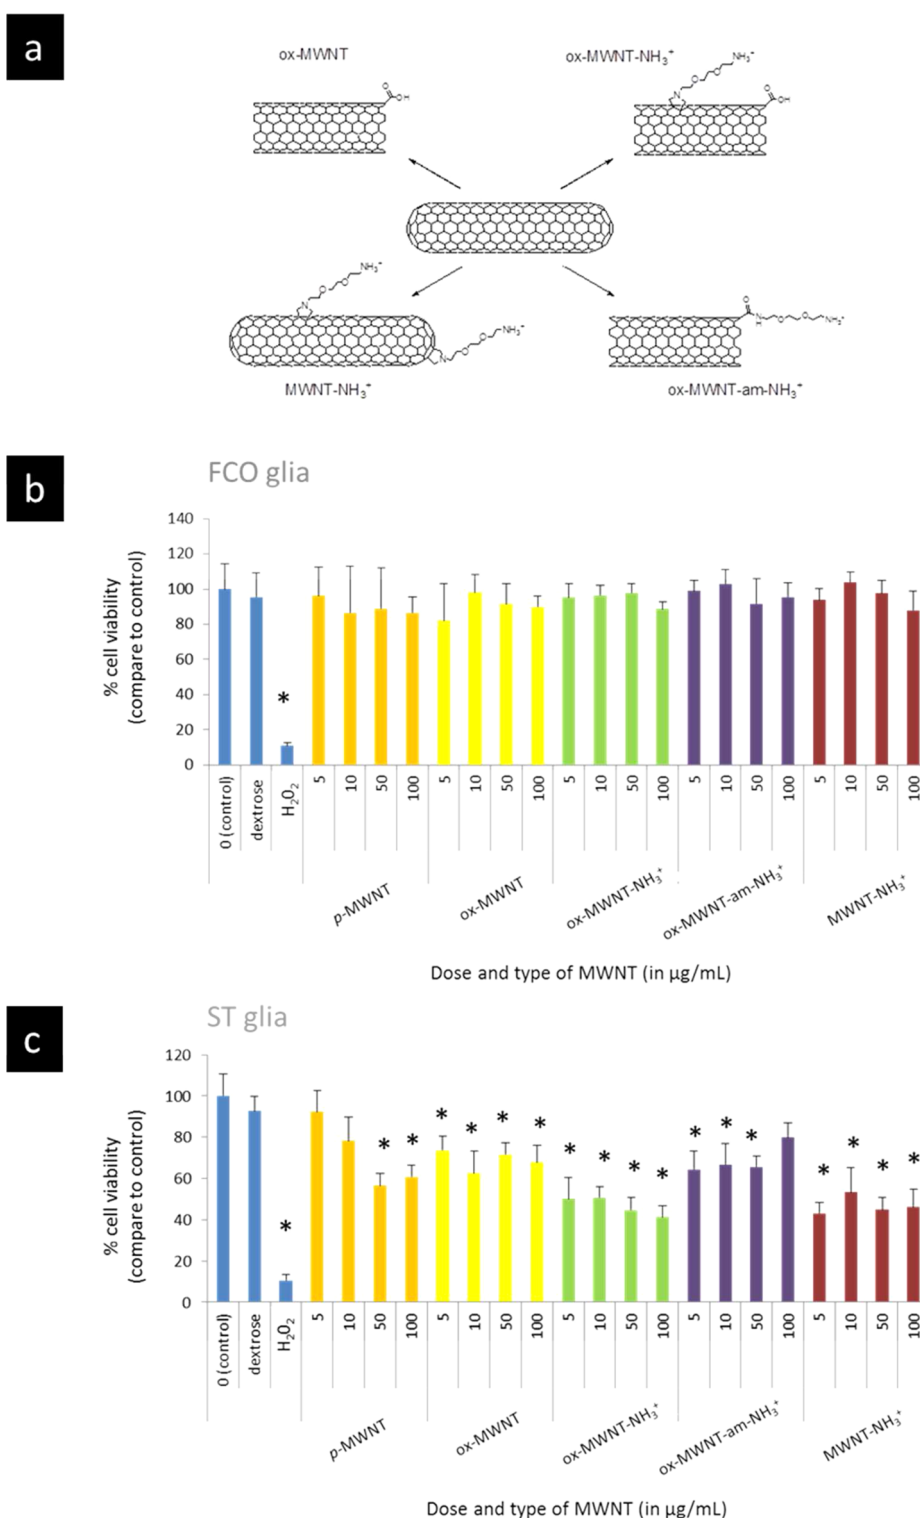 a
ox-MWNT
ox-MWNT-NH₃⁺
O
OH
N
O
O
NH₃⁺
O
OH
N
O
O
NH₃⁺
N
O
O
NH₃⁺
O
N
H
O
O
NH₃⁺
MWNT-NH₃⁺
ox-MWNT-am-NH₃⁺
b
FCO glia
% cell viability
(compare to control)
140
120
100
80
60
40
20
0
*
0 (control) dextrose H₂O₂ 5 10 50 100 5 10 50 100 5 10 50 100 5 10 50 100 5 10 50 100
p-MWNT ox-MWNT ox-MWNT-NH₃⁺ ox-MWNT-am-NH₃⁺ MWNT-NH₃⁺
Dose and type of MWNT (in µg/mL)
c
ST glia
% cell viability
(compare to control)
120
100
80
60
40
20
0
* * * * * * * * * * * * * * * * * *
0 (control) dextrose H₂O₂ 5 10 50 100 5 10 50 100 5 10 50 100 5 10 50 100 5 10 50 100
p-MWNT ox-MWNT ox-MWNT-NH₃⁺ ox-MWNT-am-NH₃⁺ MWNT-NH₃⁺
Dose and type of MWNT (in µg/mL)